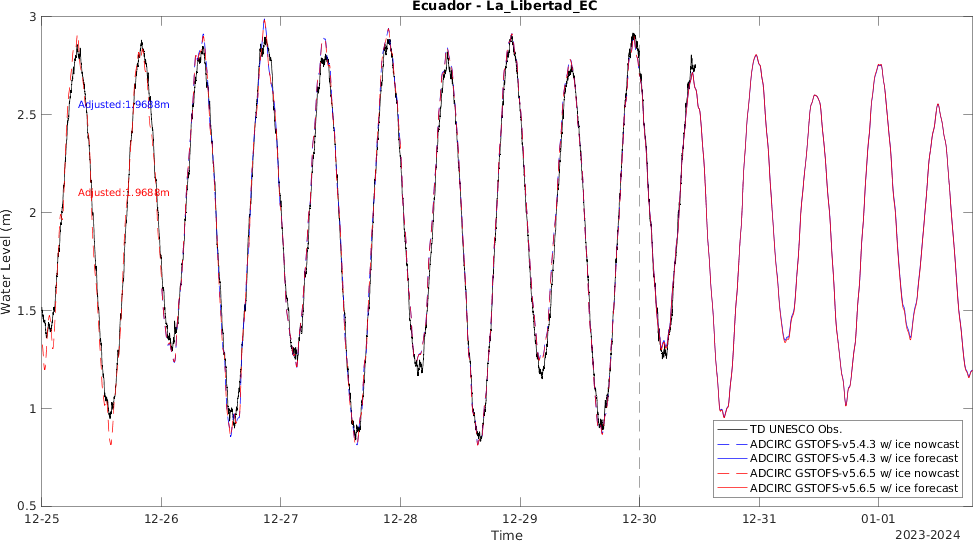 Ecuador - La_Libertad_EC
3
2.5
2
1.5
1
0.5
Water Level (m)
Adjusted:1.9688m
Adjusted:1.9688m
TD UNESCO Obs.
ADCIRC GSTOFS-v5.4.3 w/ ice nowcast
ADCIRC GSTOFS-v5.4.3 w/ ice forecast
ADCIRC GSTOFS-v5.6.5 w/ ice nowcast
ADCIRC GSTOFS-v5.6.5 w/ ice forecast
12-25 12-26 12-27 12-28 12-29 12-30 12-31 01-01
Time
2023-2024